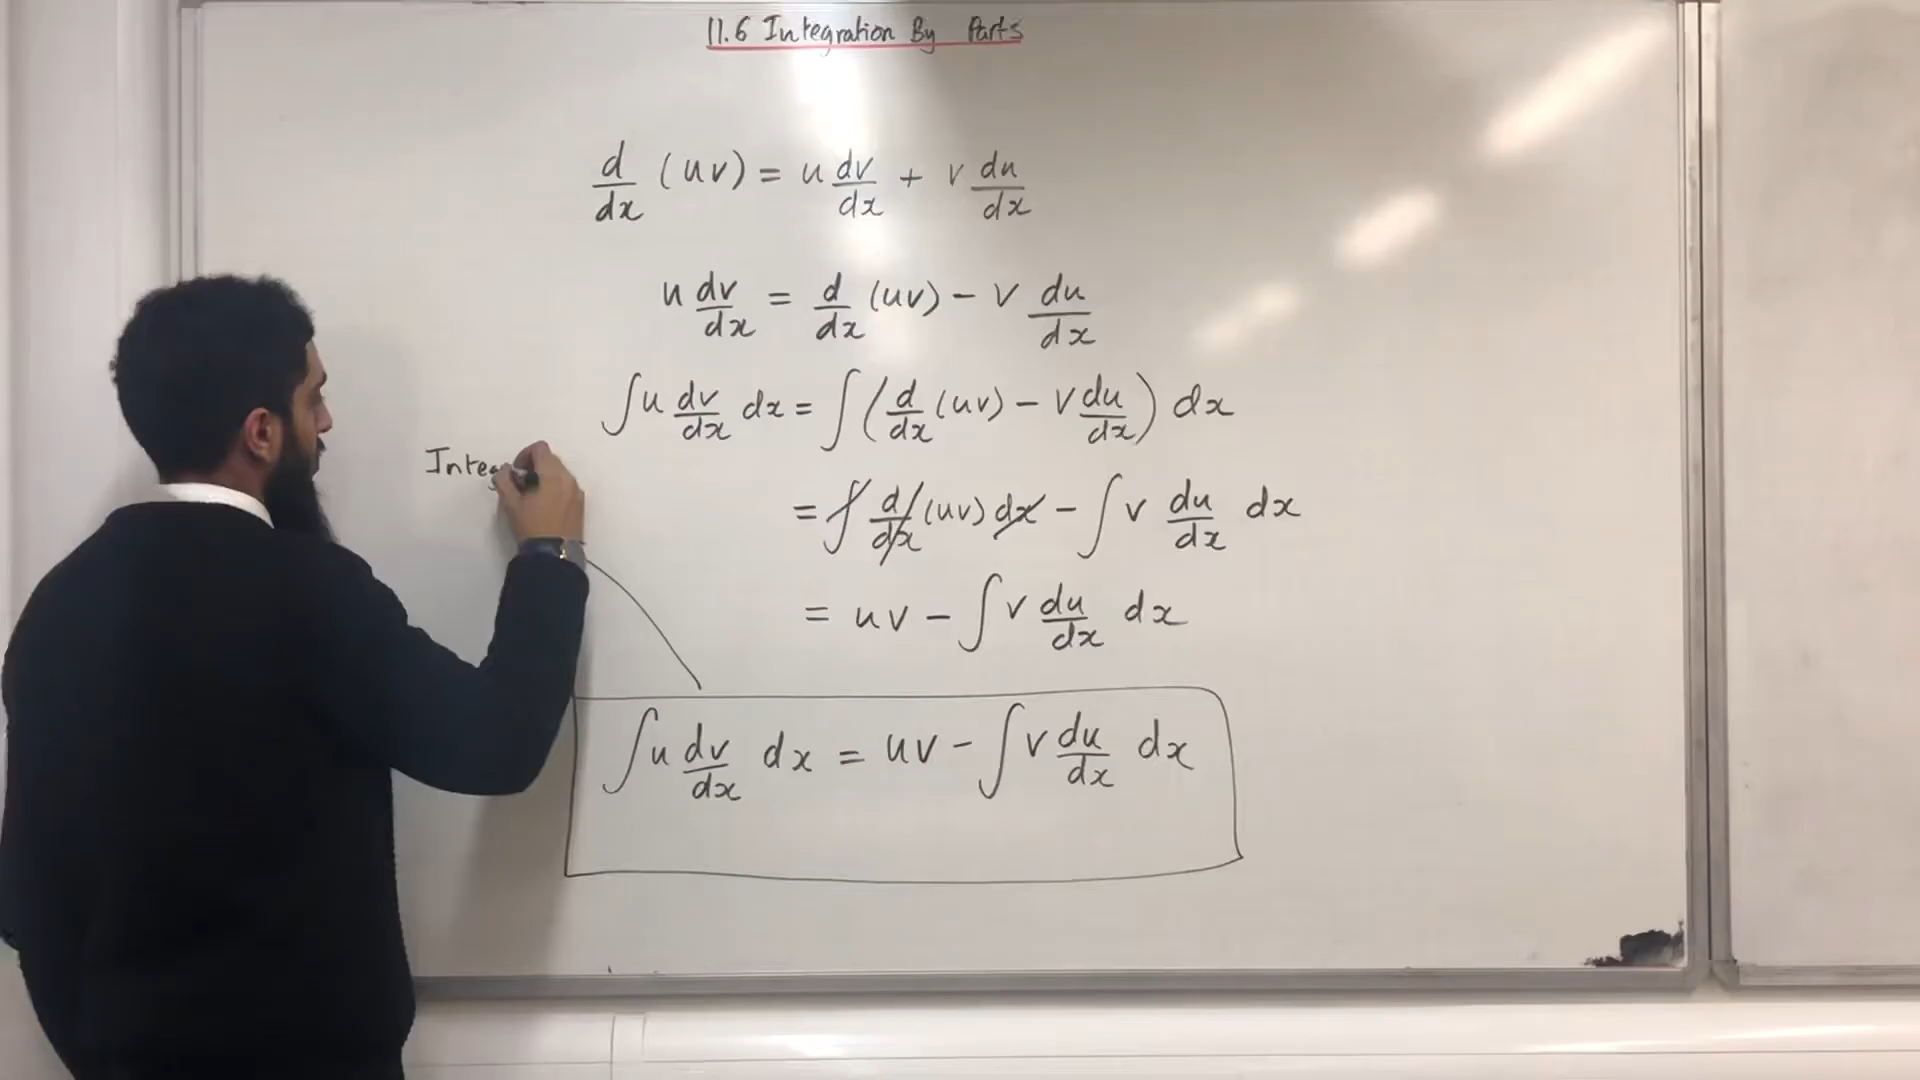 11.6 Integration By Parts
d/dx (uv) = u dv/dx + v du/dx
u dv/dx = d/dx (uv) - v du/dx
∫u dv/dx dx = ∫(d/dx (uv) - v du/dx) dx
Integ
= ∫ d/dx (uv) dx - ∫ v du/dx dx
= uv - ∫ v du/dx dx
∫u dv/dx dx = uv - ∫ v du/dx dx